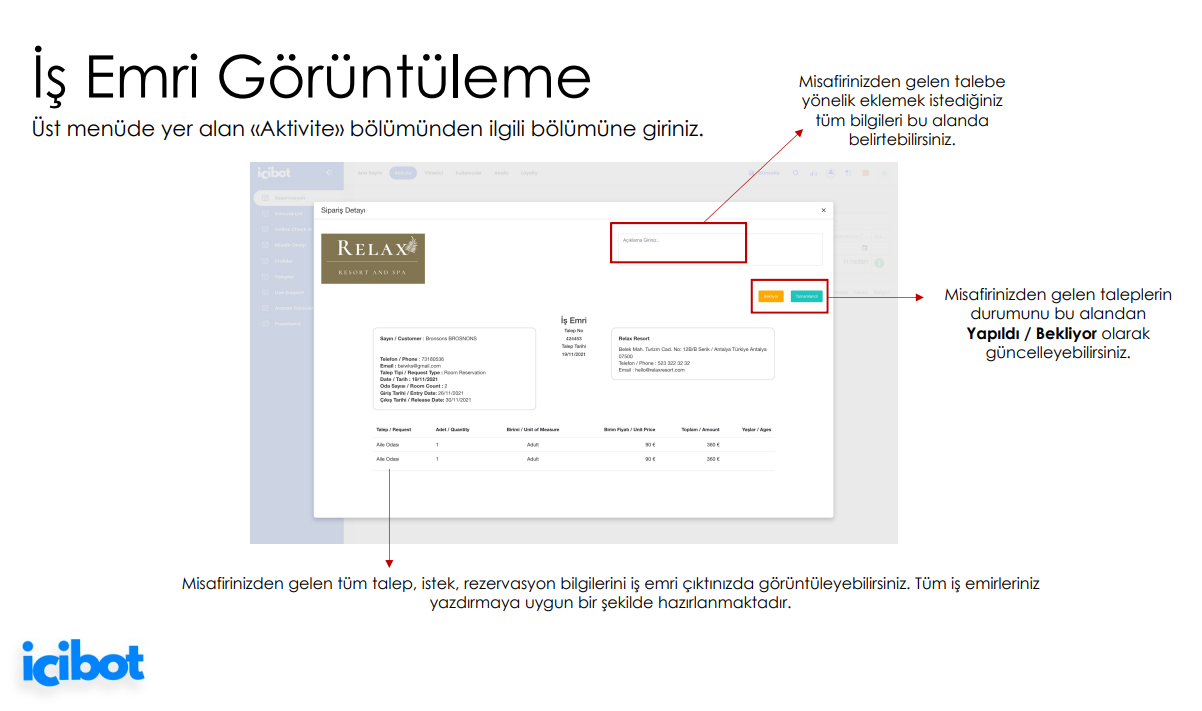 İş Emri Görüntüleme
Üst menüde yer alan «Aktivite» bölümünden ilgili bölümüne giriniz.
Misafirinizden gelen talebe
yönelik eklemek istediğiniz
tüm bilgileri bu alanda
belirtebilirsiniz.
icibot
Sipariş Detayı
×
RELAX
RESORT AND SPA
Açıklama Giriniz..
Misafirinizden gelen taleplerin
durumunu bu alandan
Yapıldı / Bekliyor olarak
güncelleyebilirsiniz.
İş Emri
Talep No
424453
Talep Tarihi
19/11/2021
Sayın / Customer : Bronsons BROSNONS
Telefon / Phone : 73180536
Email : beiwks@gmail.com
Talep Tipi / Request Type : Room Reservation
Date / Tarih : 19/11/2021
Oda Sayısı / Room Count : 2
Giriş Tarihi / Entry Date: 26/11/2021
Çıkış Tarihi / Release Date: 30/11/2021
Relax Resort
Belek Mah. Turizm Cad. No: 12B/B Serik / Antalya Türkiye Antalya
07500
Telefon / Phone : 523 322 32 32
Email : hello@relaxresort.com
Talep / Request Adet / Quantity Birimi / Unit of Measure Birim Fiyatı / Unit Price Toplam / Amount Yaşlar / Ages
Aile Odası 1 Adult 90 € 360 €
Aile Odası 1 Adult 90 € 360 €
Misafirinizden gelen tüm talep, istek, rezervasyon bilgilerini iş emri çıktınızda görüntüleyebilirsiniz. Tüm iş emirleriniz
yazdırmaya uygun bir şekilde hazırlanmaktadır.
icibot